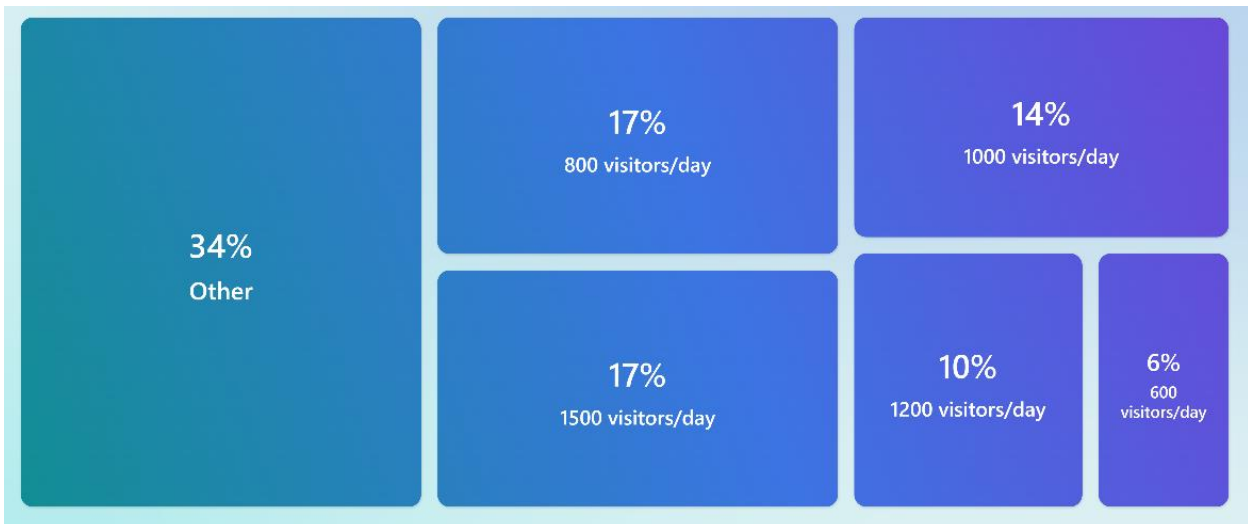 34%
Other
17%
800 visitors/day
17%
1500 visitors/day
14%
1000 visitors/day
10%
1200 visitors/day
6%
600
visitors/day